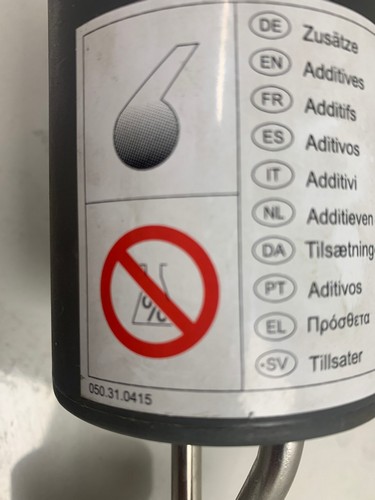 DE Zusätze
EN Additives
FR Additifs
ES Aditivos
IT Additivi
NL Additieven
DA Tilsætning
PT Aditivos
EL Πρόσθετα
SV Tillsater
%
050.31.0415